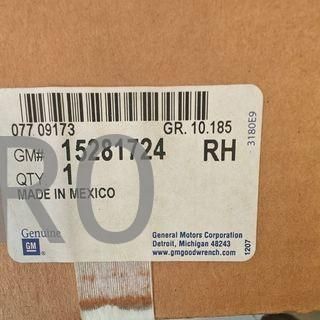 077 09173 GR. 10.185
3180E9
GM# 15281724 RH
QTY 1
MADE IN MEXICO
RO
Genuine
GM
General Motors Corporation
Detroit, Michigan 48243
www.gmgoodwrench.com
1207